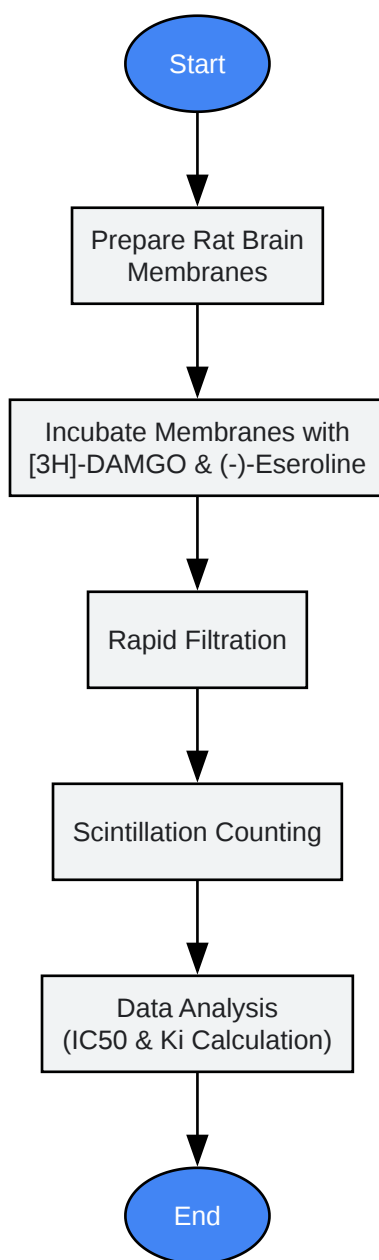 Start
Prepare Rat Brain
Membranes
Incubate Membranes with
[3H]-DAMGO & (-)-Eseroline
Rapid Filtration
Scintillation Counting
Data Analysis
(IC50 & Ki Calculation)
End